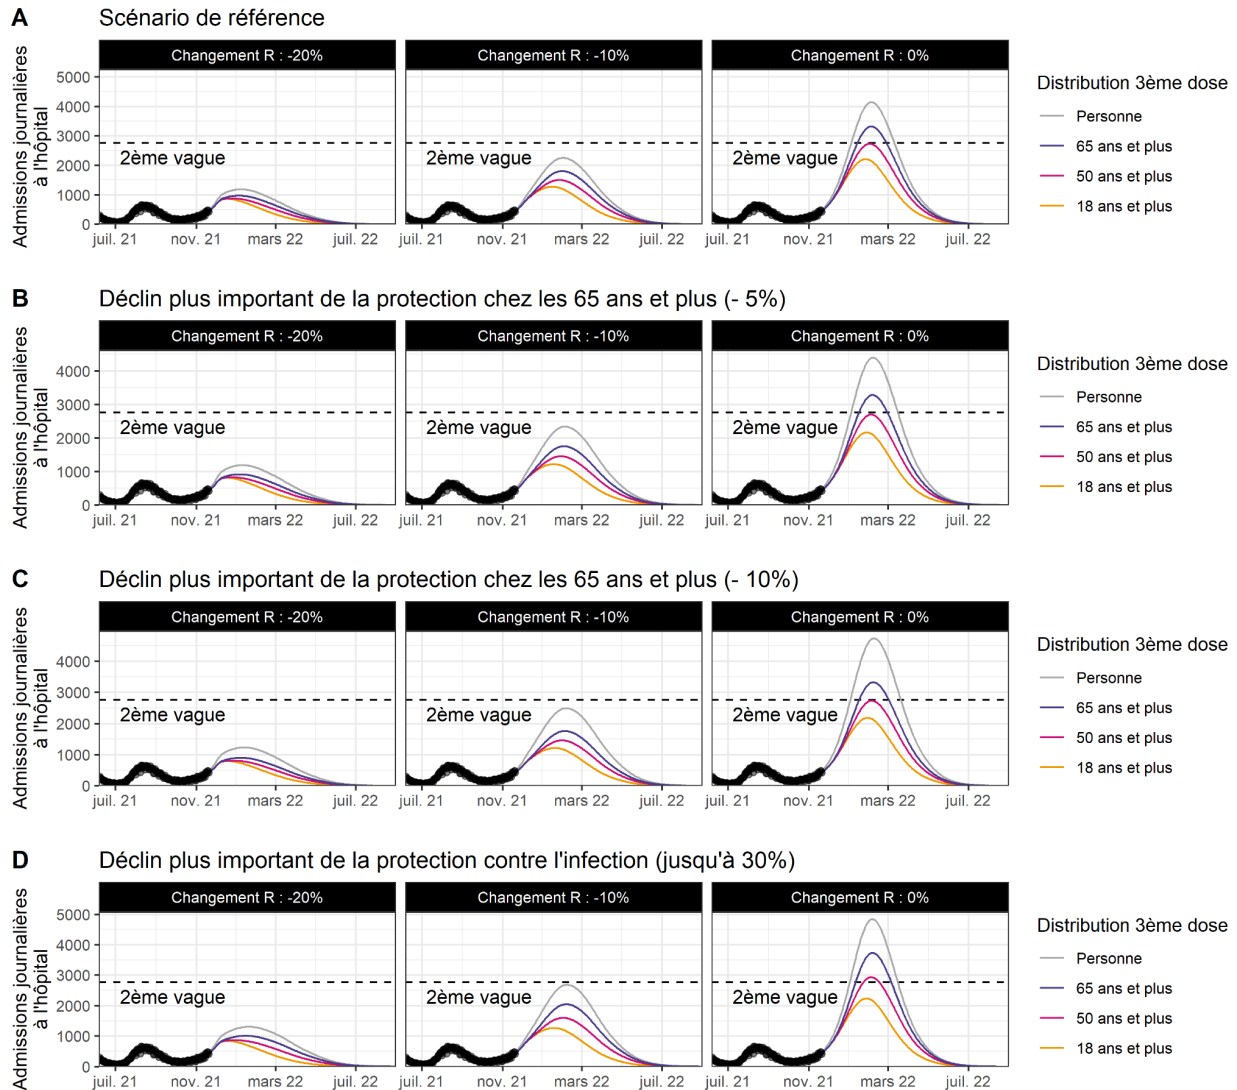 A
Scénario de référence
Admissions journalières
à l'hôpital
Changement R : -20%
Changement R : -10%
Changement R : 0%
5000
4000
3000
2000
1000
0
2ème vague
2ème vague
2ème vague
juil. 21 nov. 21 mars 22 juil. 22
juil. 21 nov. 21 mars 22 juil. 22
juil. 21 nov. 21 mars 22 juil. 22
Distribution 3ème dose
Personne
65 ans et plus
50 ans et plus
18 ans et plus
B
Déclin plus important de la protection chez les 65 ans et plus (- 5%)
Admissions journalières
à l'hôpital
Changement R : -20%
Changement R : -10%
Changement R : 0%
4000
3000
2000
1000
0
2ème vague
2ème vague
2ème vague
juil. 21 nov. 21 mars 22 juil. 22
juil. 21 nov. 21 mars 22 juil. 22
juil. 21 nov. 21 mars 22 juil. 22
Distribution 3ème dose
Personne
65 ans et plus
50 ans et plus
18 ans et plus
C
Déclin plus important de la protection chez les 65 ans et plus (- 10%)
Admissions journalières
à l'hôpital
Changement R : -20%
Changement R : -10%
Changement R : 0%
4000
3000
2000
1000
0
2ème vague
2ème vague
2ème vague
juil. 21 nov. 21 mars 22 juil. 22
juil. 21 nov. 21 mars 22 juil. 22
juil. 21 nov. 21 mars 22 juil. 22
Distribution 3ème dose
Personne
65 ans et plus
50 ans et plus
18 ans et plus
D
Déclin plus important de la protection contre l'infection (jusqu'à 30%)
Admissions journalières
à l'hôpital
Changement R : -20%
Changement R : -10%
Changement R : 0%
5000
4000
3000
2000
1000
0
2ème vague
2ème vague
2ème vague
juil. 21 nov. 21 mars 22 juil. 22
juil. 21 nov. 21 mars 22 juil. 22
juil. 21 nov. 21 mars 22 juil. 22
Distribution 3ème dose
Personne
65 ans et plus
50 ans et plus
18 ans et plus